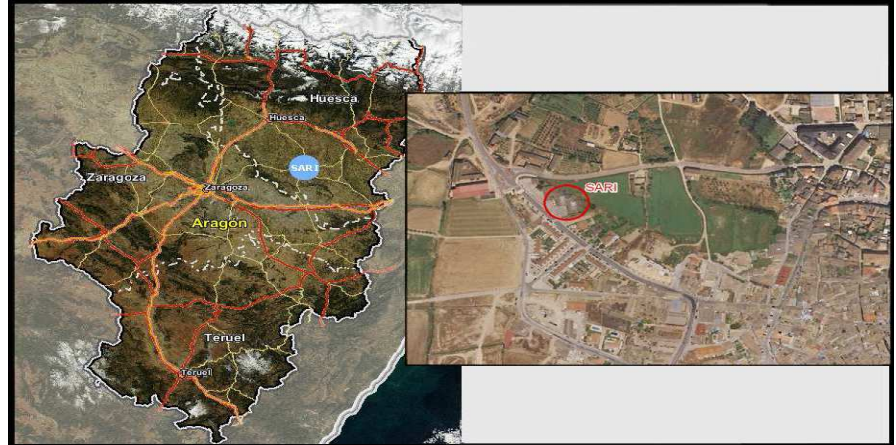 Huesca
Huesca
SARI
Zaragoza
Zaragoza
Aragón
Teruel
Teruel
SARI